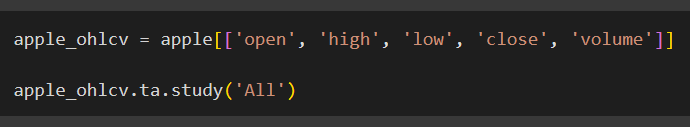 apple_ohlcv = apple[['open', 'high', 'low', 'close', 'volume']]
apple_ohlcv.ta.study('All')